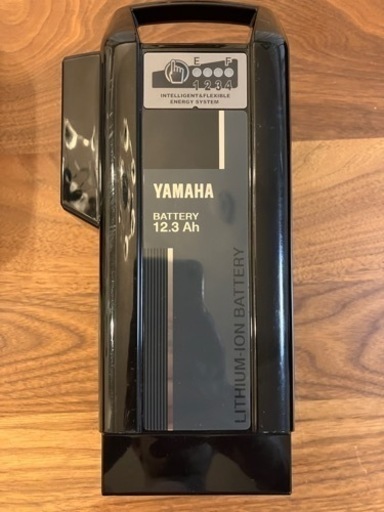 E F
1 2 3 4
INTELLIGENT&FLEXIBLE
ENERGY SYSTEM
YAMAHA
BATTERY
12.3 Ah
LITHIUM-ION BATTERY